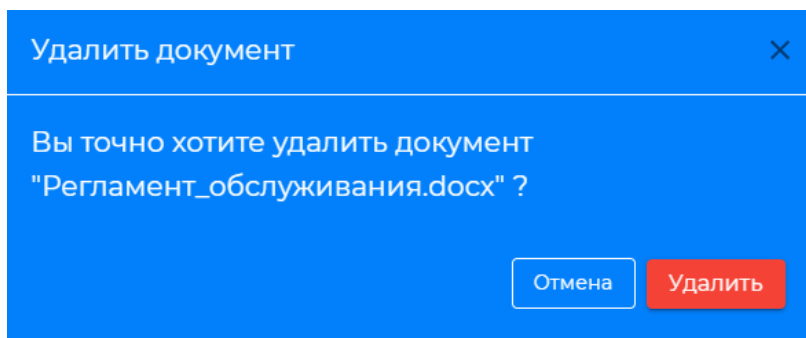 Удалить документ
Вы точно хотите удалить документ
"Регламент_обслуживания.docx" ?
Отмена
Удалить